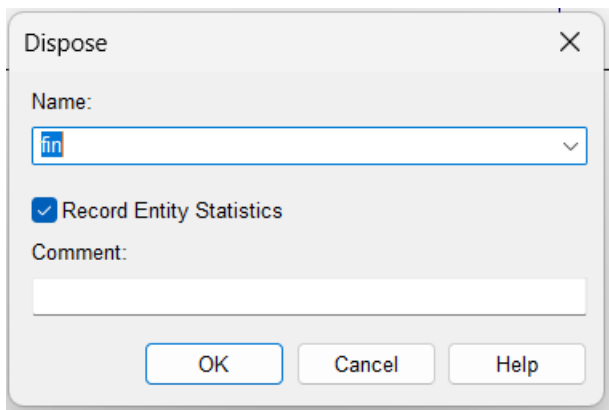 Dispose
Name:
fin
Record Entity Statistics
Comment:
OK Cancel Help